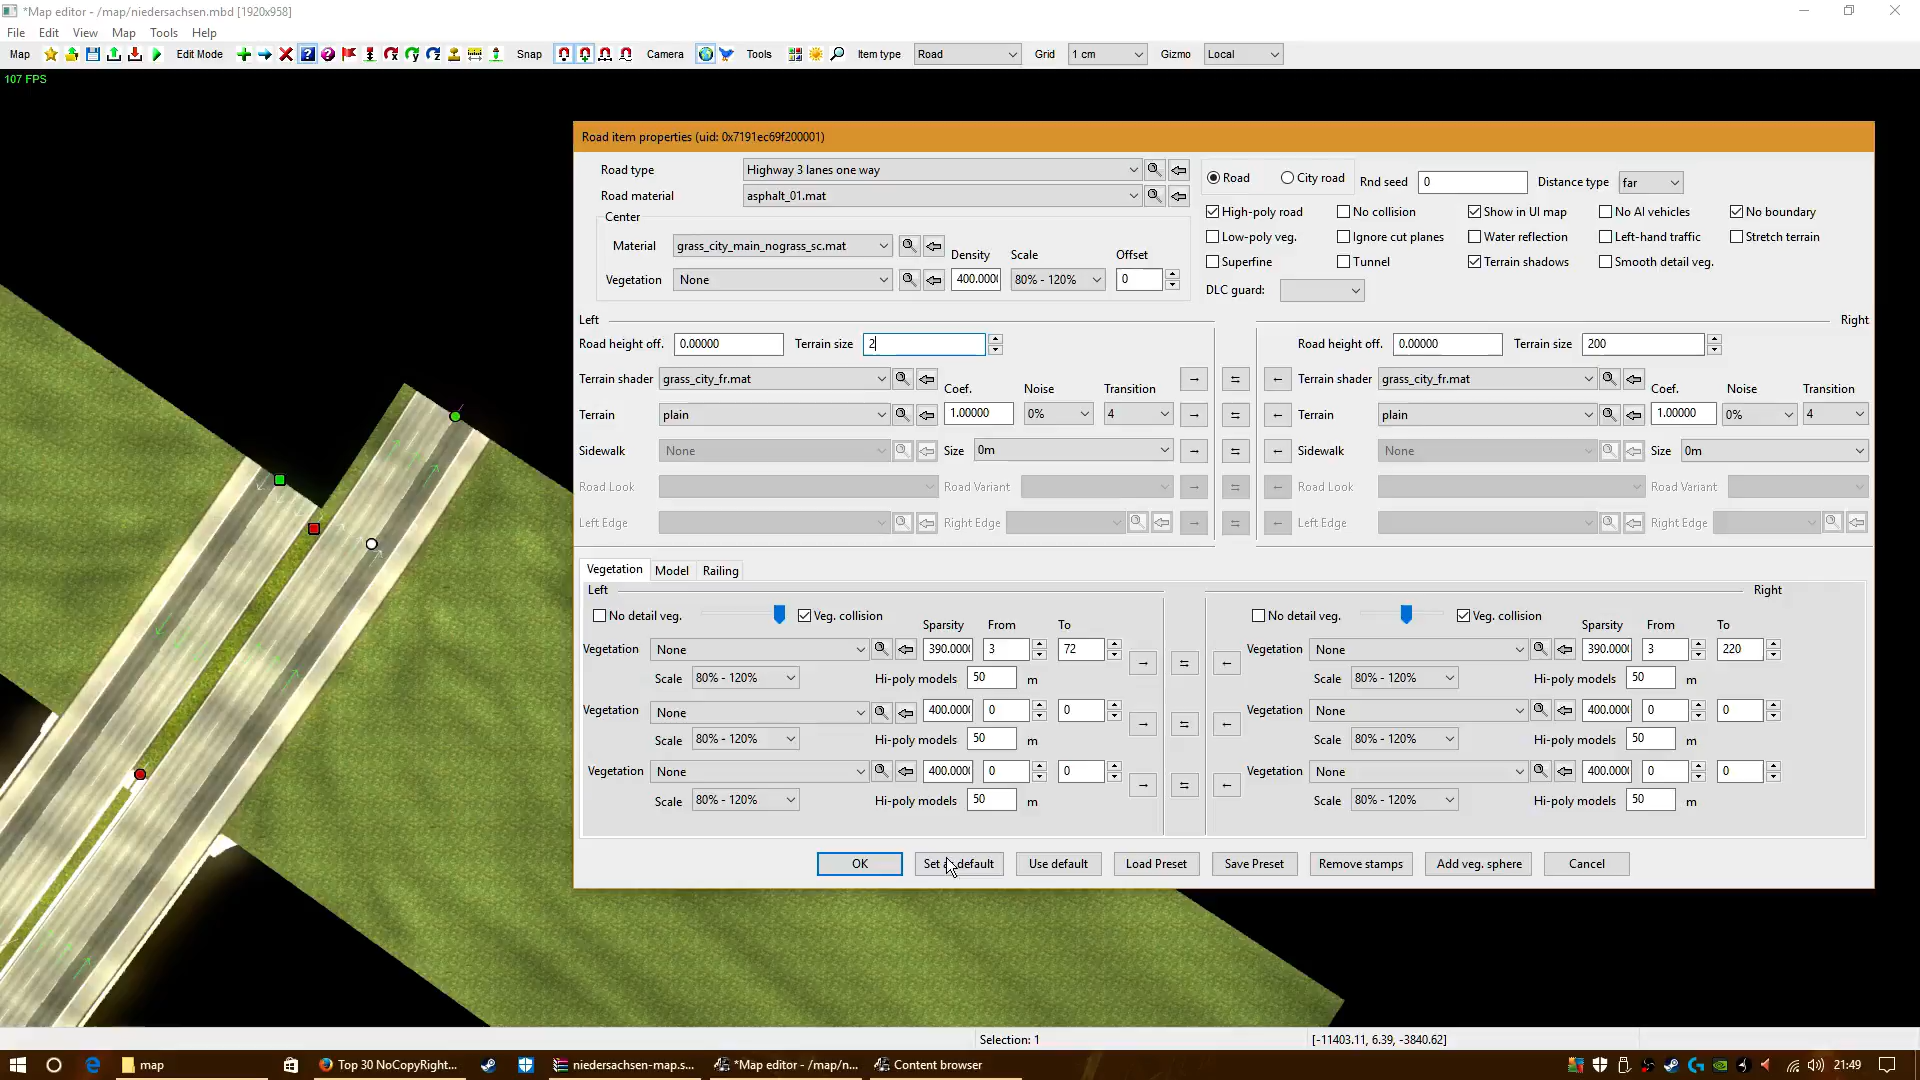 *Map editor - /map/niedersachsen.mbd [1920x958]
File Edit View Map Tools Help
Map Edit Mode Snap Camera Tools Item type Road Grid 1 cm Gizmo Local
107 FPS
Road item properties (uid: 0x7191ec69f200001)
Road type Highway 3 lanes one way Road City road Rnd seed 0 Distance type far
Road material asphalt_01.mat
High-poly road No collision Show in UI map No AI vehicles No boundary
Center
Low-poly veg. Ignore cut planes Water reflection Left-hand traffic Stretch terrain
Material grass_city_main_nograss_sc.mat Density Scale Offset
Superfine Tunnel Terrain shadows Smooth detail veg.
Vegetation None 400.000 80% - 120% 0
DLC guard:
Left Right
Road height off. 0.00000 Terrain size 2 Road height off. 0.00000 Terrain size 200
Terrain shader grass_city_fr.mat Coef. Noise Transition Terrain shader grass_city_fr.mat Coef. Noise Transition
Terrain plain 1.00000 0% 4 Terrain plain 1.00000 0% 4
Sidewalk None Size 0m Sidewalk None Size 0m
Road Look Road Variant Road Look Road Variant
Left Edge Right Edge Left Edge Right Edge
Vegetation Model Railing
Left Right
No detail veg. Veg. collision Sparsity From To No detail veg. Veg. collision Sparsity From To
Vegetation None 390.000 3 72 Vegetation None 390.000 3 220
Scale 80% - 120% Hi-poly models 50 m Scale 80% - 120% Hi-poly models 50 m
Vegetation None 400.000 0 0 Vegetation None 400.000 0 0
Scale 80% - 120% Hi-poly models 50 m Scale 80% - 120% Hi-poly models 50 m
Vegetation None 400.000 0 0 Vegetation None 400.000 0 0
Scale 80% - 120% Hi-poly models 50 m Scale 80% - 120% Hi-poly models 50 m
OK Set default Use default Load Preset Save Preset Remove stamps Add veg. sphere Cancel
Selection: 1 [-11403.11, 6.39, -3840.62]
map Top 30 NoCopyRight... niedersachsen-map.s... *Map editor - /map/n... Content browser 21:49